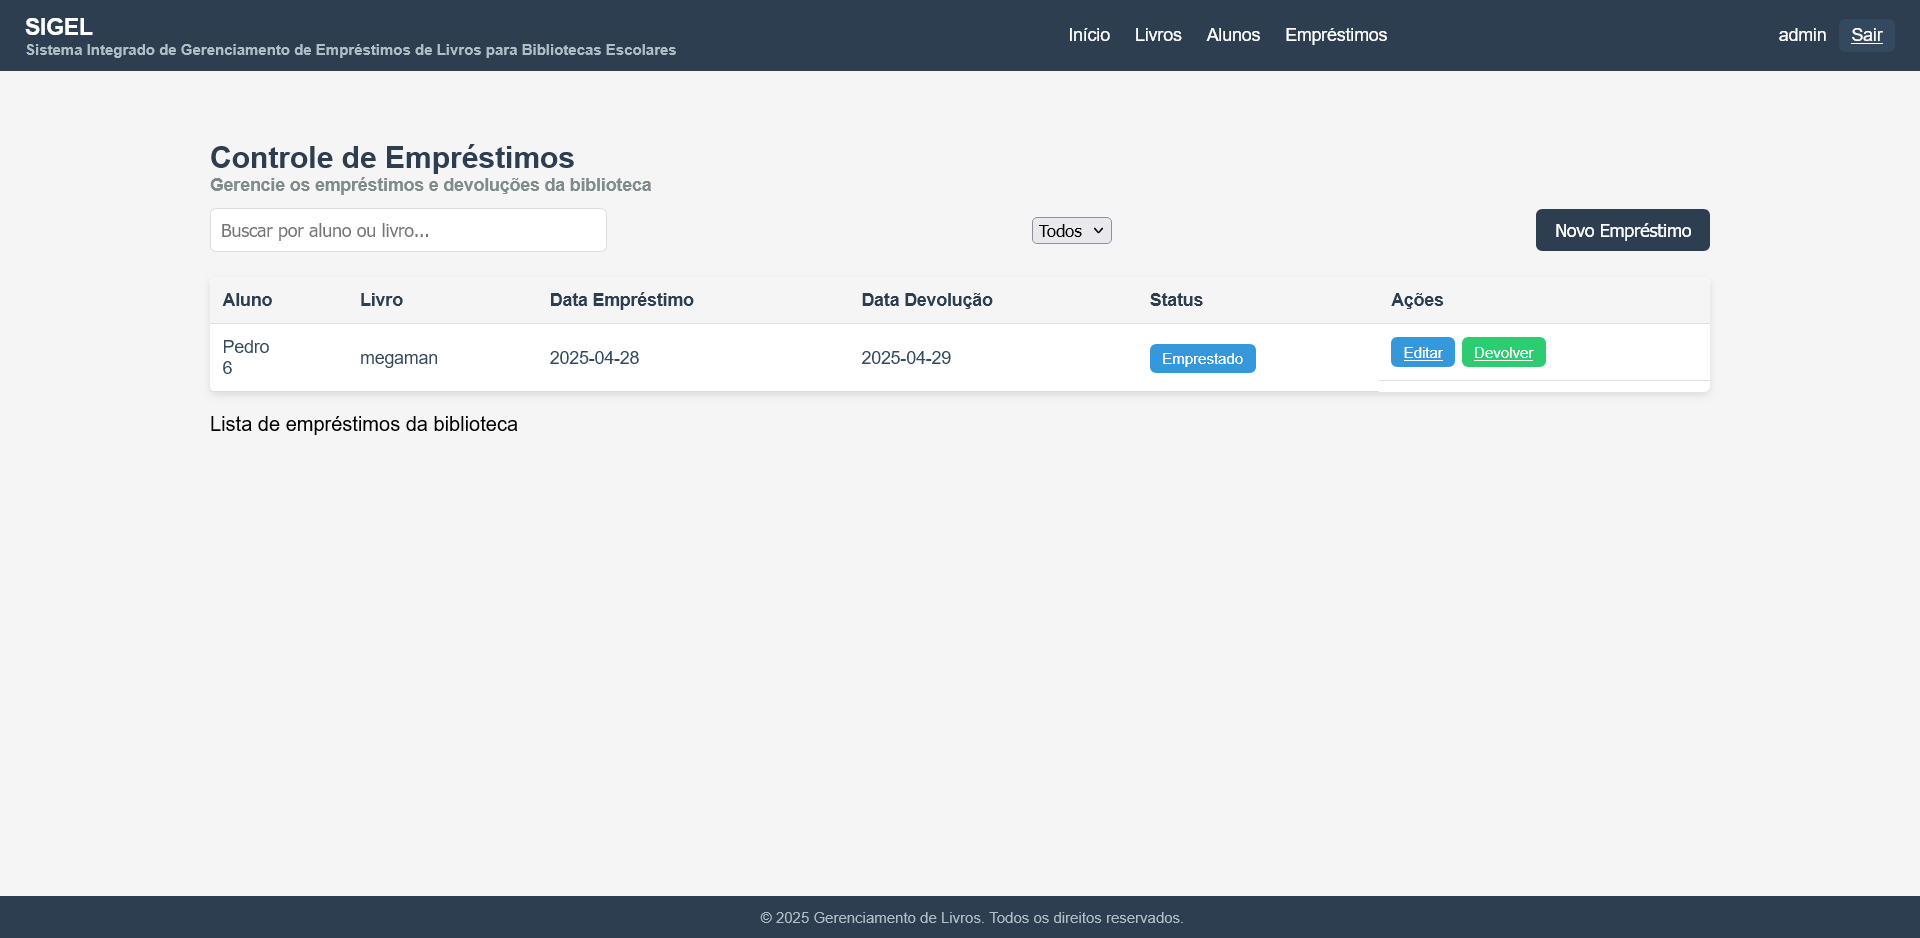 SIGEL
Sistema Integrado de Gerenciamento de Empréstimos de Livros para Bibliotecas Escolares
Início Livros Alunos Empréstimos
admin Sair
Controle de Empréstimos
Gerencie os empréstimos e devoluções da biblioteca
Buscar por aluno ou livro...
Todos
Novo Empréstimo
Aluno Livro Data Empréstimo Data Devolução Status Ações
Pedro
6
megaman 2025-04-28 2025-04-29 Emprestado Editar Devolver
Lista de empréstimos da biblioteca
© 2025 Gerenciamento de Livros. Todos os direitos reservados.